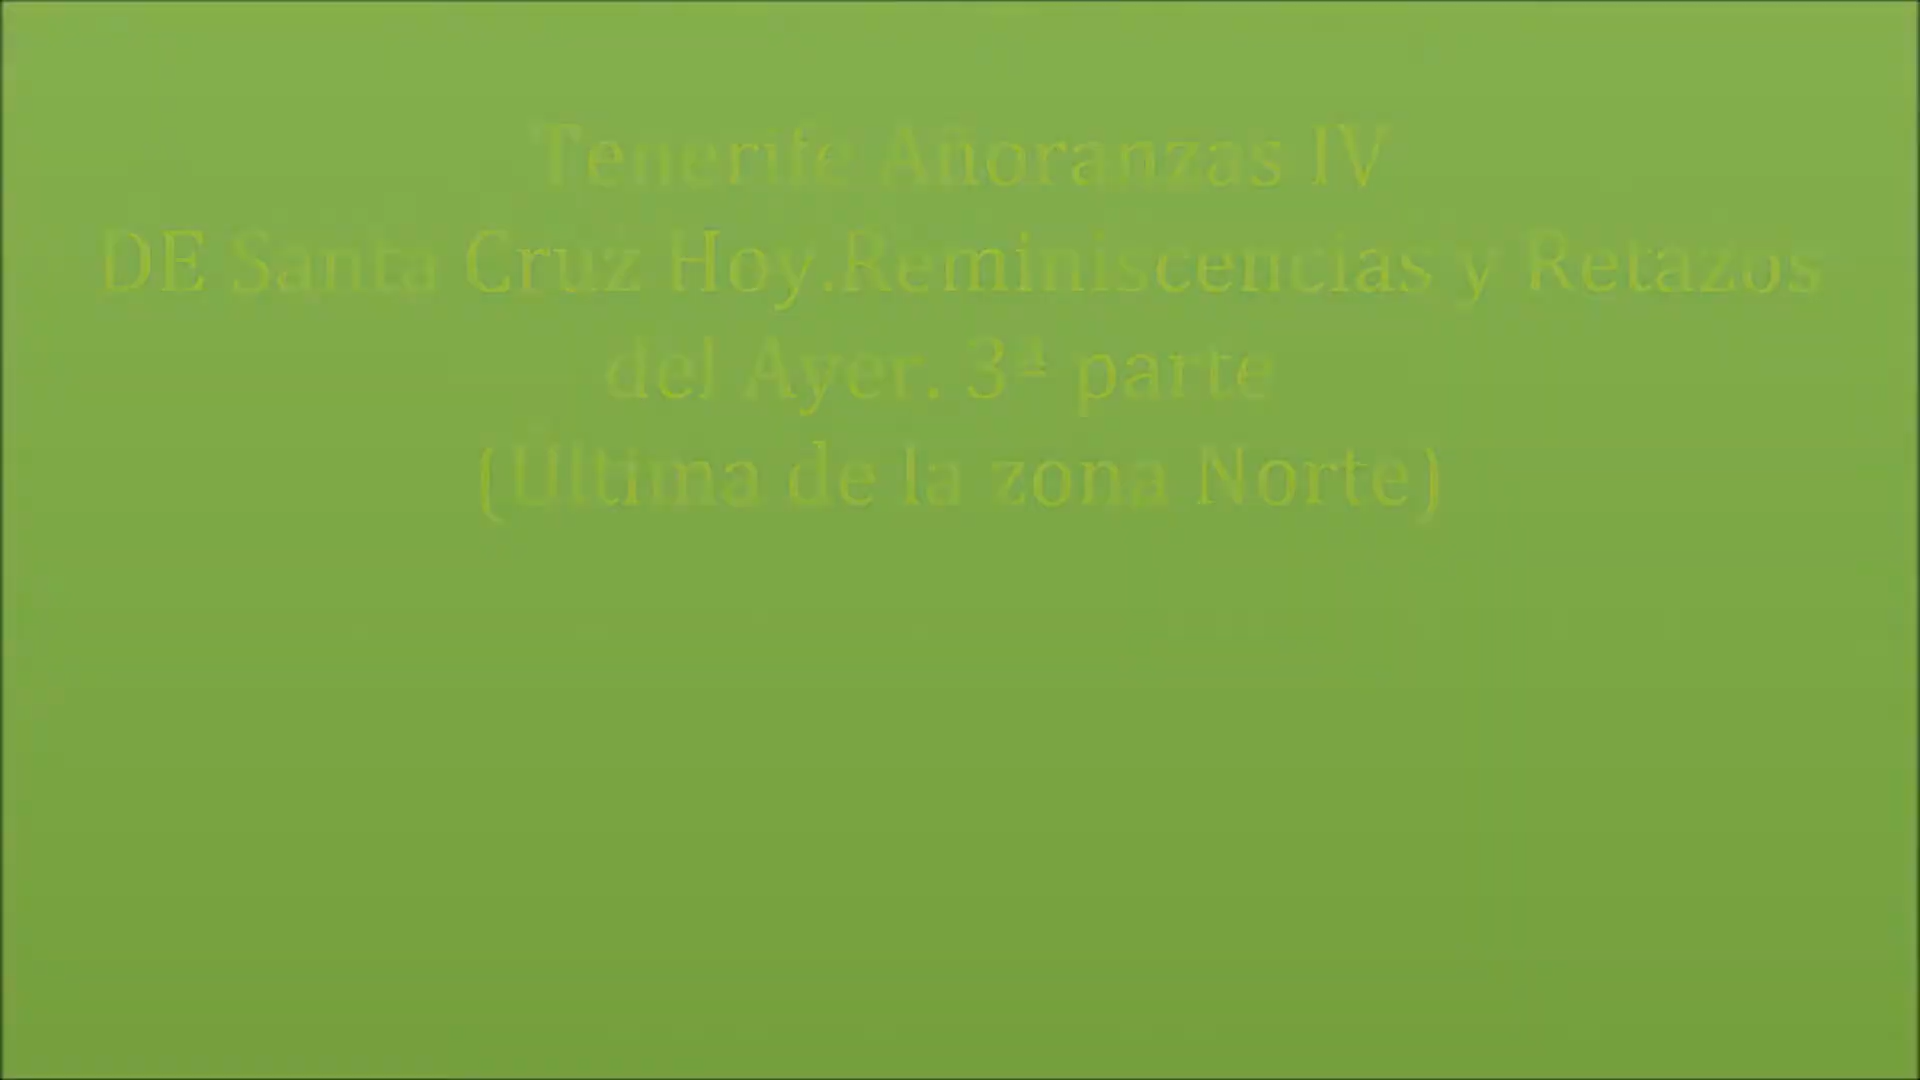 Tenerife Añoranzas IV
DE Santa Cruz Hoy.Reminiscencias y Retazos
del Ayer. 3ª parte
(Ultima de la zona Norte)